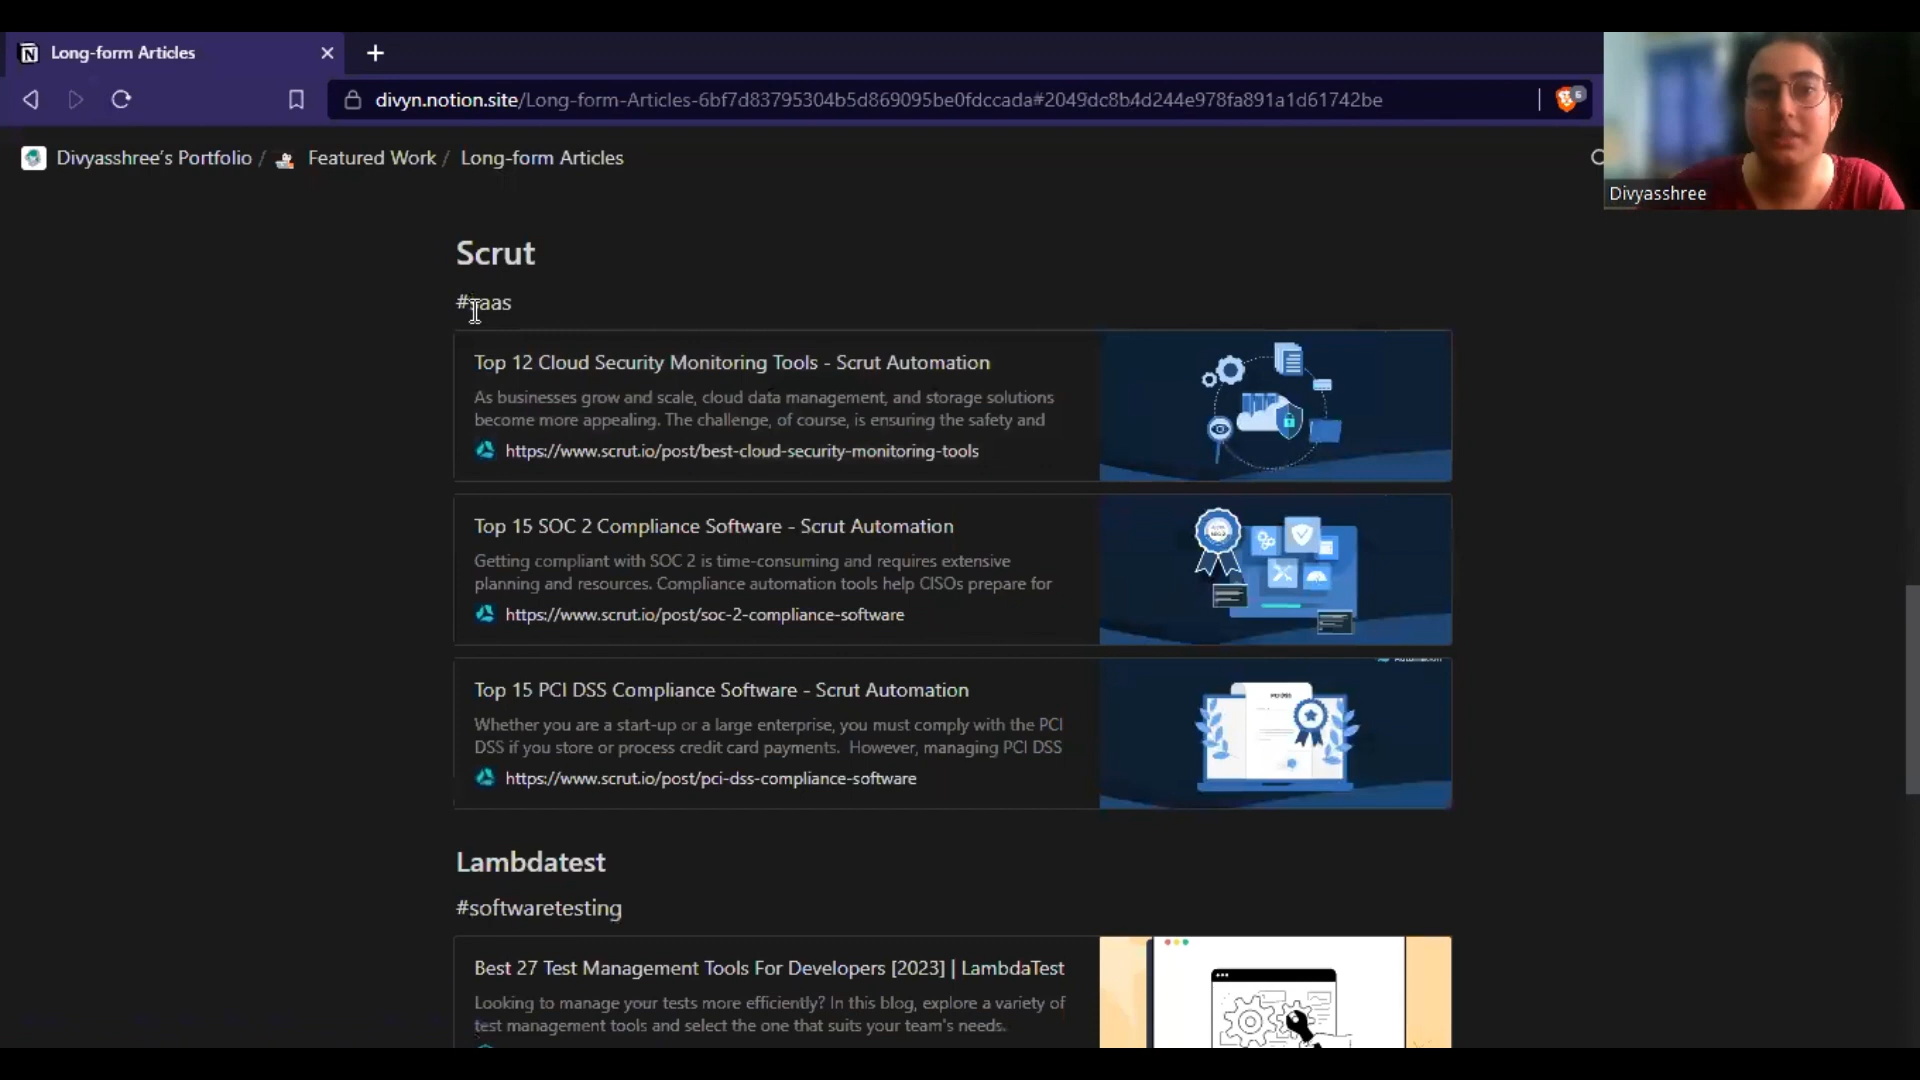 Long-form Articles
divyn.notion.site/Long-form-Articles-6bf7d83795304b5d869095be0fdccada#2049dc8b4d244e978fa891a1d61742be
6
Divyasshree's Portfolio / Featured Work / Long-form Articles
Divyasshree
Scrut
#saas
Top 12 Cloud Security Monitoring Tools - Scrut Automation
As businesses grow and scale, cloud data management, and storage solutions
become more appealing. The challenge, of course, is ensuring the safety and
https://www.scrut.io/post/best-cloud-security-monitoring-tools
Top 15 SOC 2 Compliance Software - Scrut Automation
Getting compliant with SOC 2 is time-consuming and requires extensive
planning and resources. Compliance automation tools help CISOs prepare for
https://www.scrut.io/post/soc-2-compliance-software
Top 15 PCI DSS Compliance Software - Scrut Automation
Whether you are a start-up or a large enterprise, you must comply with the PCI
DSS if you store or process credit card payments. However, managing PCI DSS
https://www.scrut.io/post/pci-dss-compliance-software
PCI DSS
Lambdatest
#softwaretesting
Best 27 Test Management Tools For Developers [2023] | LambdaTest
Looking to manage your tests more efficiently? In this blog, explore a variety of
test management tools and select the one that suits your team's needs.